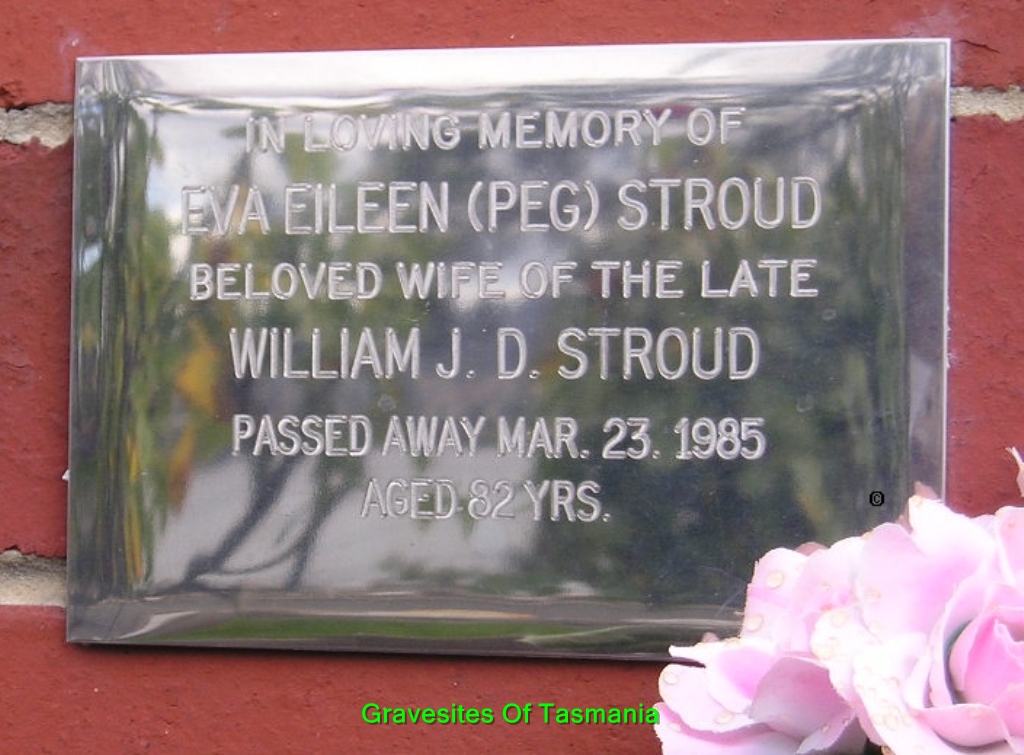 IN LOVING MEMORY OF
EVA EILEEN (PEG) STROUD
BELOVED WIFE OF THE LATE
WILLIAM J. D. STROUD
PASSED AWAY MAR. 23. 1985
AGED 82 YRS.
©
Gravesites Of Tasmania